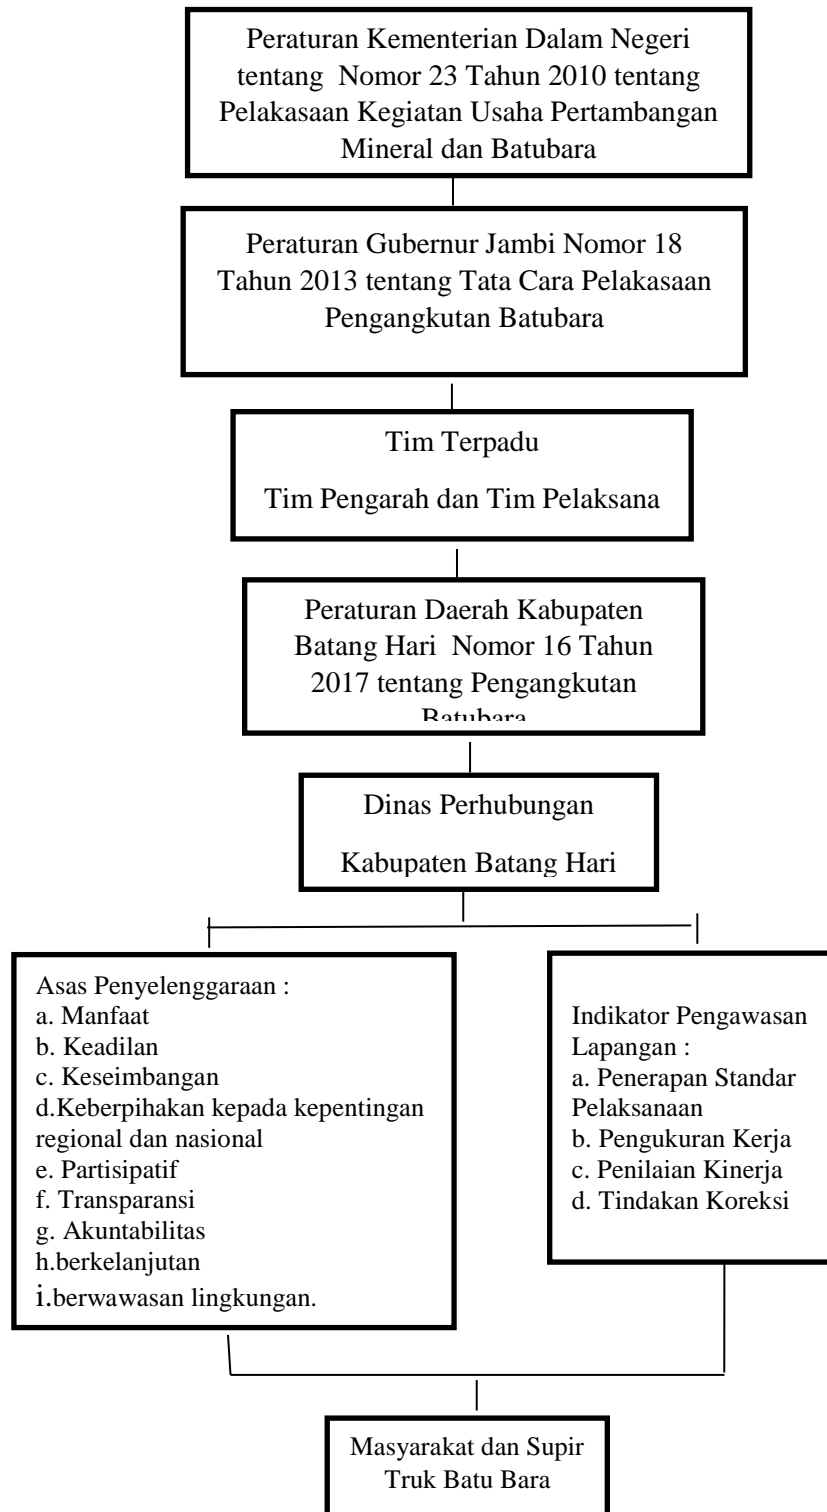 Peraturan Kementerian Dalam Negeri
tentang  Nomor 23 Tahun 2010 tentang
Pelakasaan Kegiatan Usaha Pertambangan
Mineral dan Batubara
Peraturan Gubernur Jambi Nomor 18
Tahun 2013 tentang Tata Cara Pelakasaan
Pengangkutan Batubara
Tim Terpadu
Tim Pengarah dan Tim Pelaksana
Peraturan Daerah Kabupaten
Batang Hari  Nomor 16 Tahun
2017 tentang Pengangkutan
Batubara
Dinas Perhubungan
Kabupaten Batang Hari
Asas Penyelenggaraan :
a. Manfaat
b. Keadilan
c. Keseimbangan
d.Keberpihakan kepada kepentingan
regional dan nasional
e. Partisipatif
f. Transparansi
g. Akuntabilitas
h.berkelanjutan
i.berwawasan lingkungan.
Indikator Pengawasan
Lapangan :
a. Penerapan Standar
Pelaksanaan
b. Pengukuran Kerja
c. Penilaian Kinerja
d. Tindakan Koreksi
Masyarakat dan Supir
Truk Batu Bara